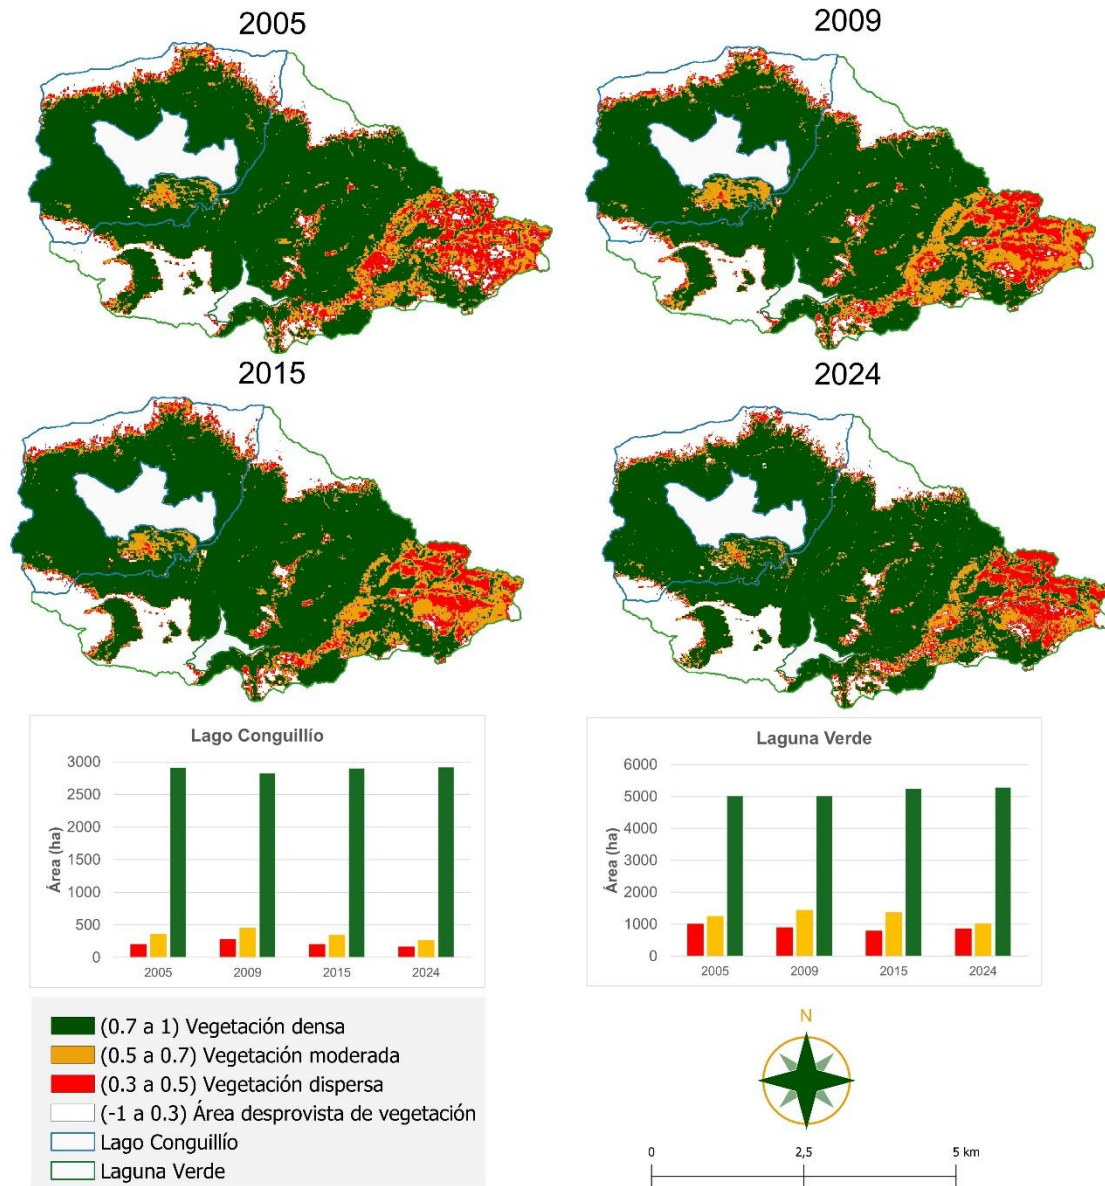 2005
2009
2015
2024
Lago Conguillío
3000
2500
2000
1500
1000
500
0
Área (ha)
2005
2009
2015
2024
Laguna Verde
6000
5000
4000
3000
2000
1000
0
Área (ha)
2005
2009
2015
2024
(0.7 a 1) Vegetación densa
(0.5 a 0.7) Vegetación moderada
(0.3 a 0.5) Vegetación dispersa
(-1 a 0.3) Área desprovista de vegetación
Lago Conguillío
Laguna Verde
N
0
2,5
5 km